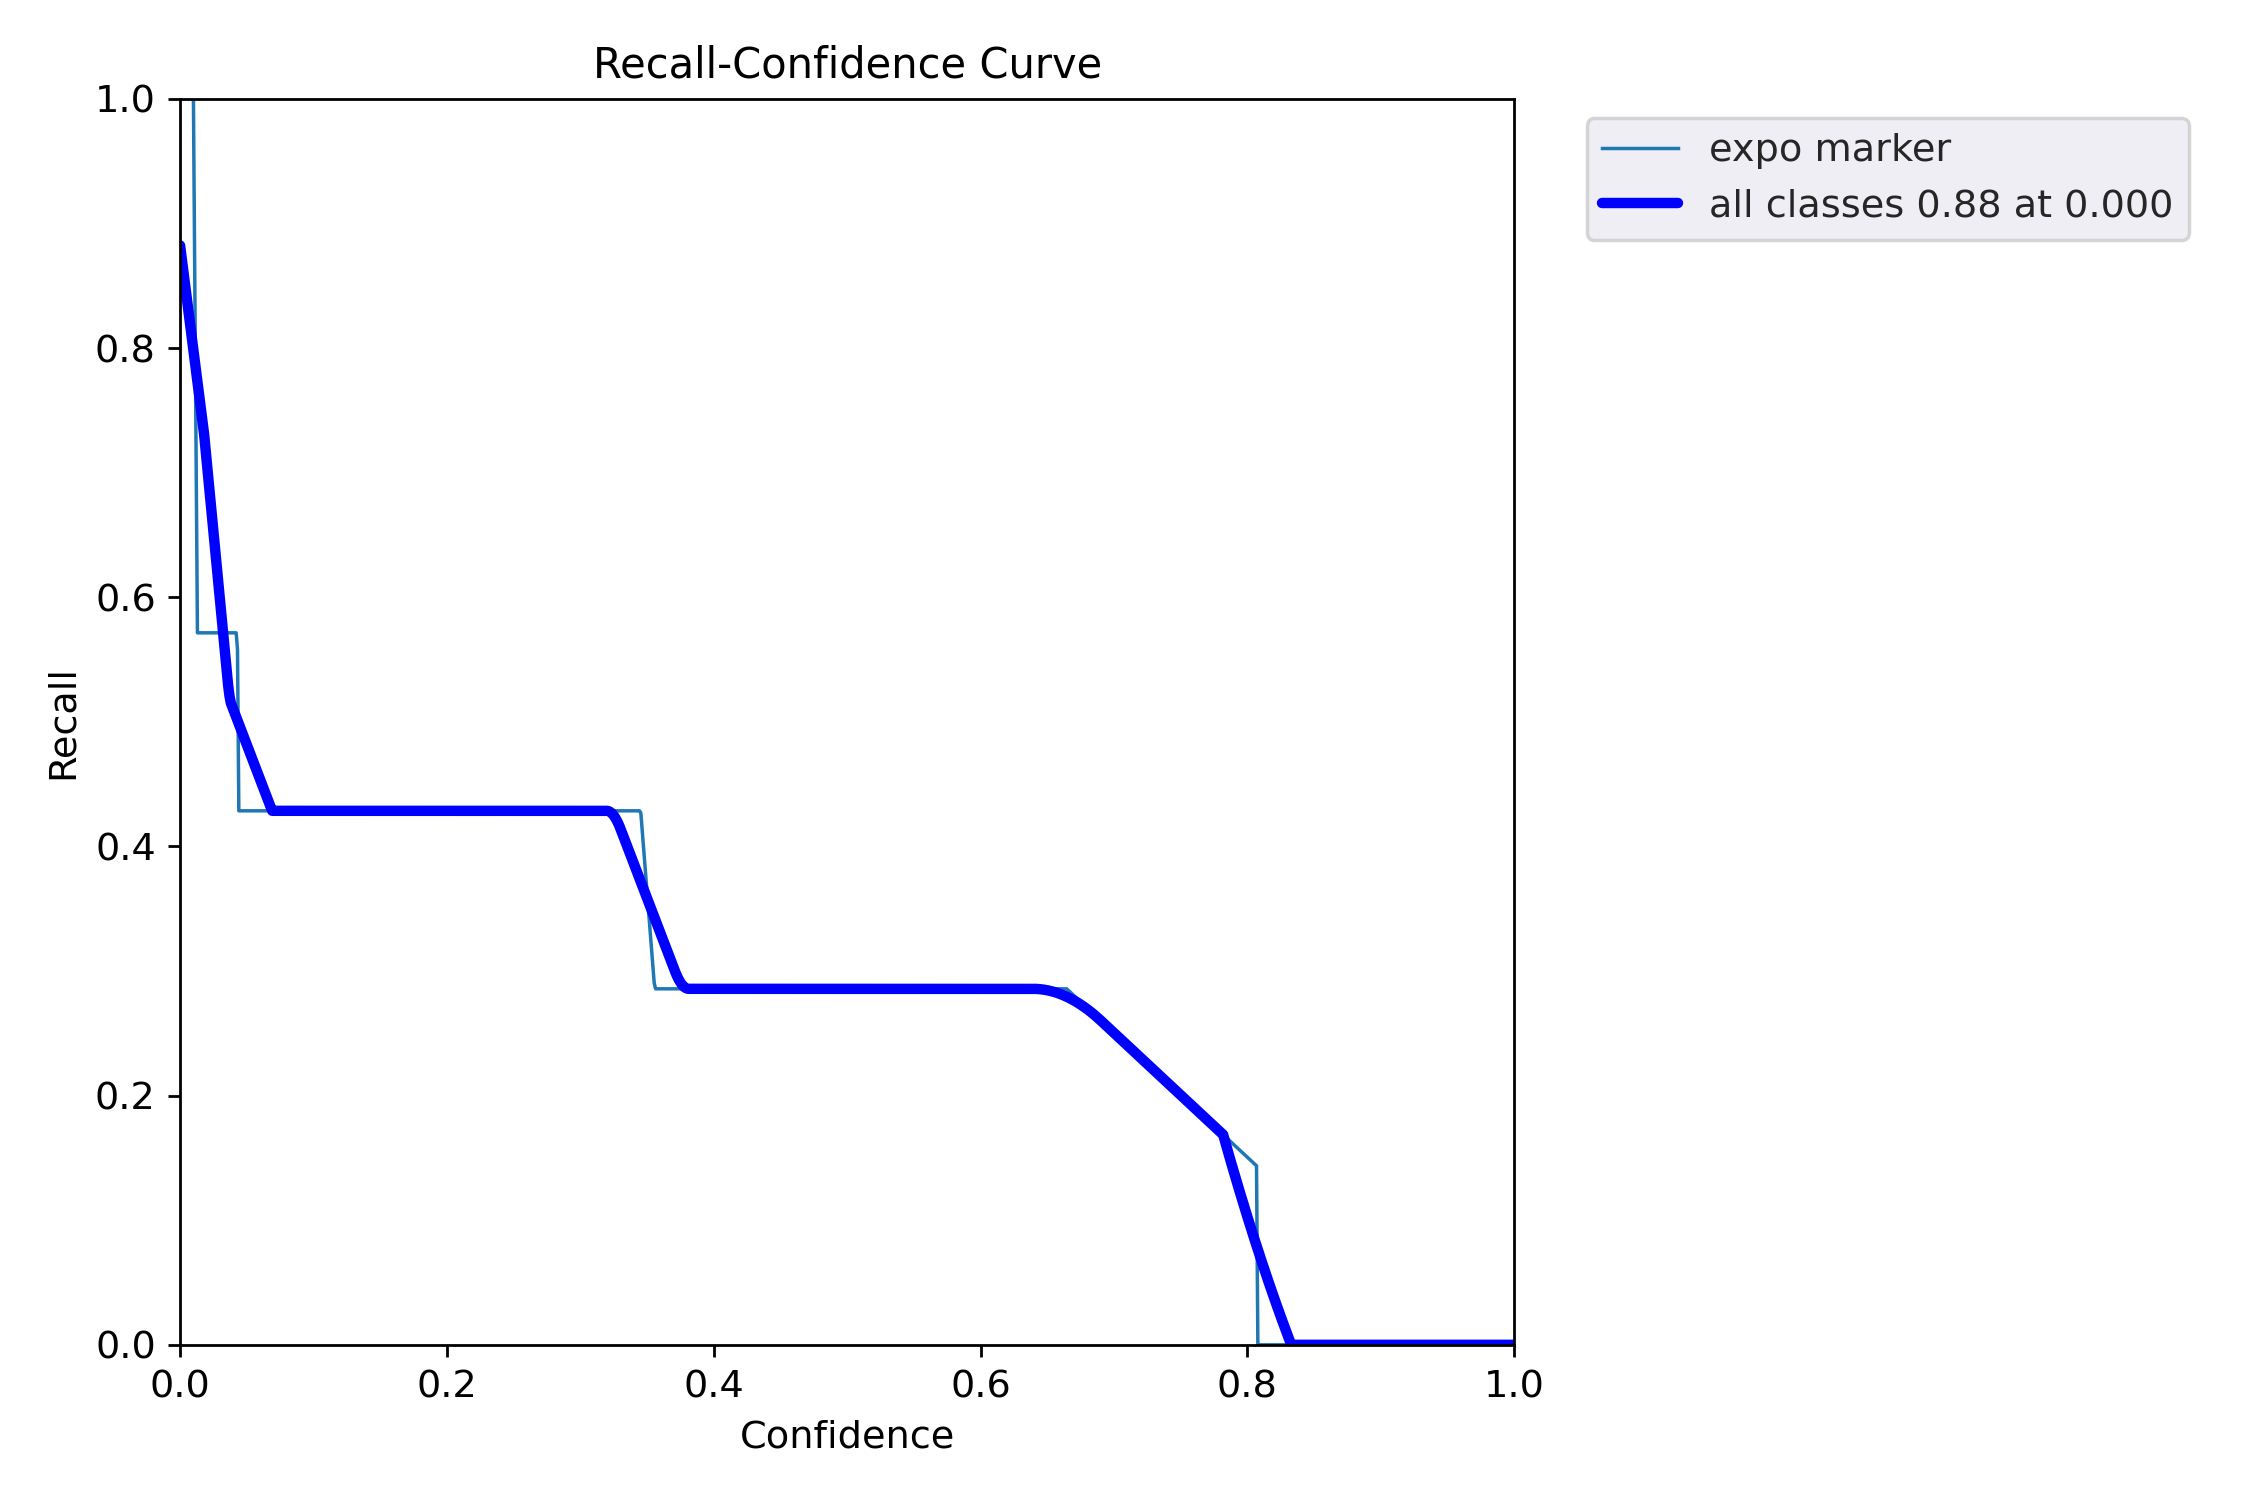 Recall-Confidence Curve
expo marker
all classes 0.88 at 0.000
1.0
0.8
0.6
0.4
0.2
0.0
Recall
0.0 0.2 0.4 0.6 0.8 1.0
Confidence